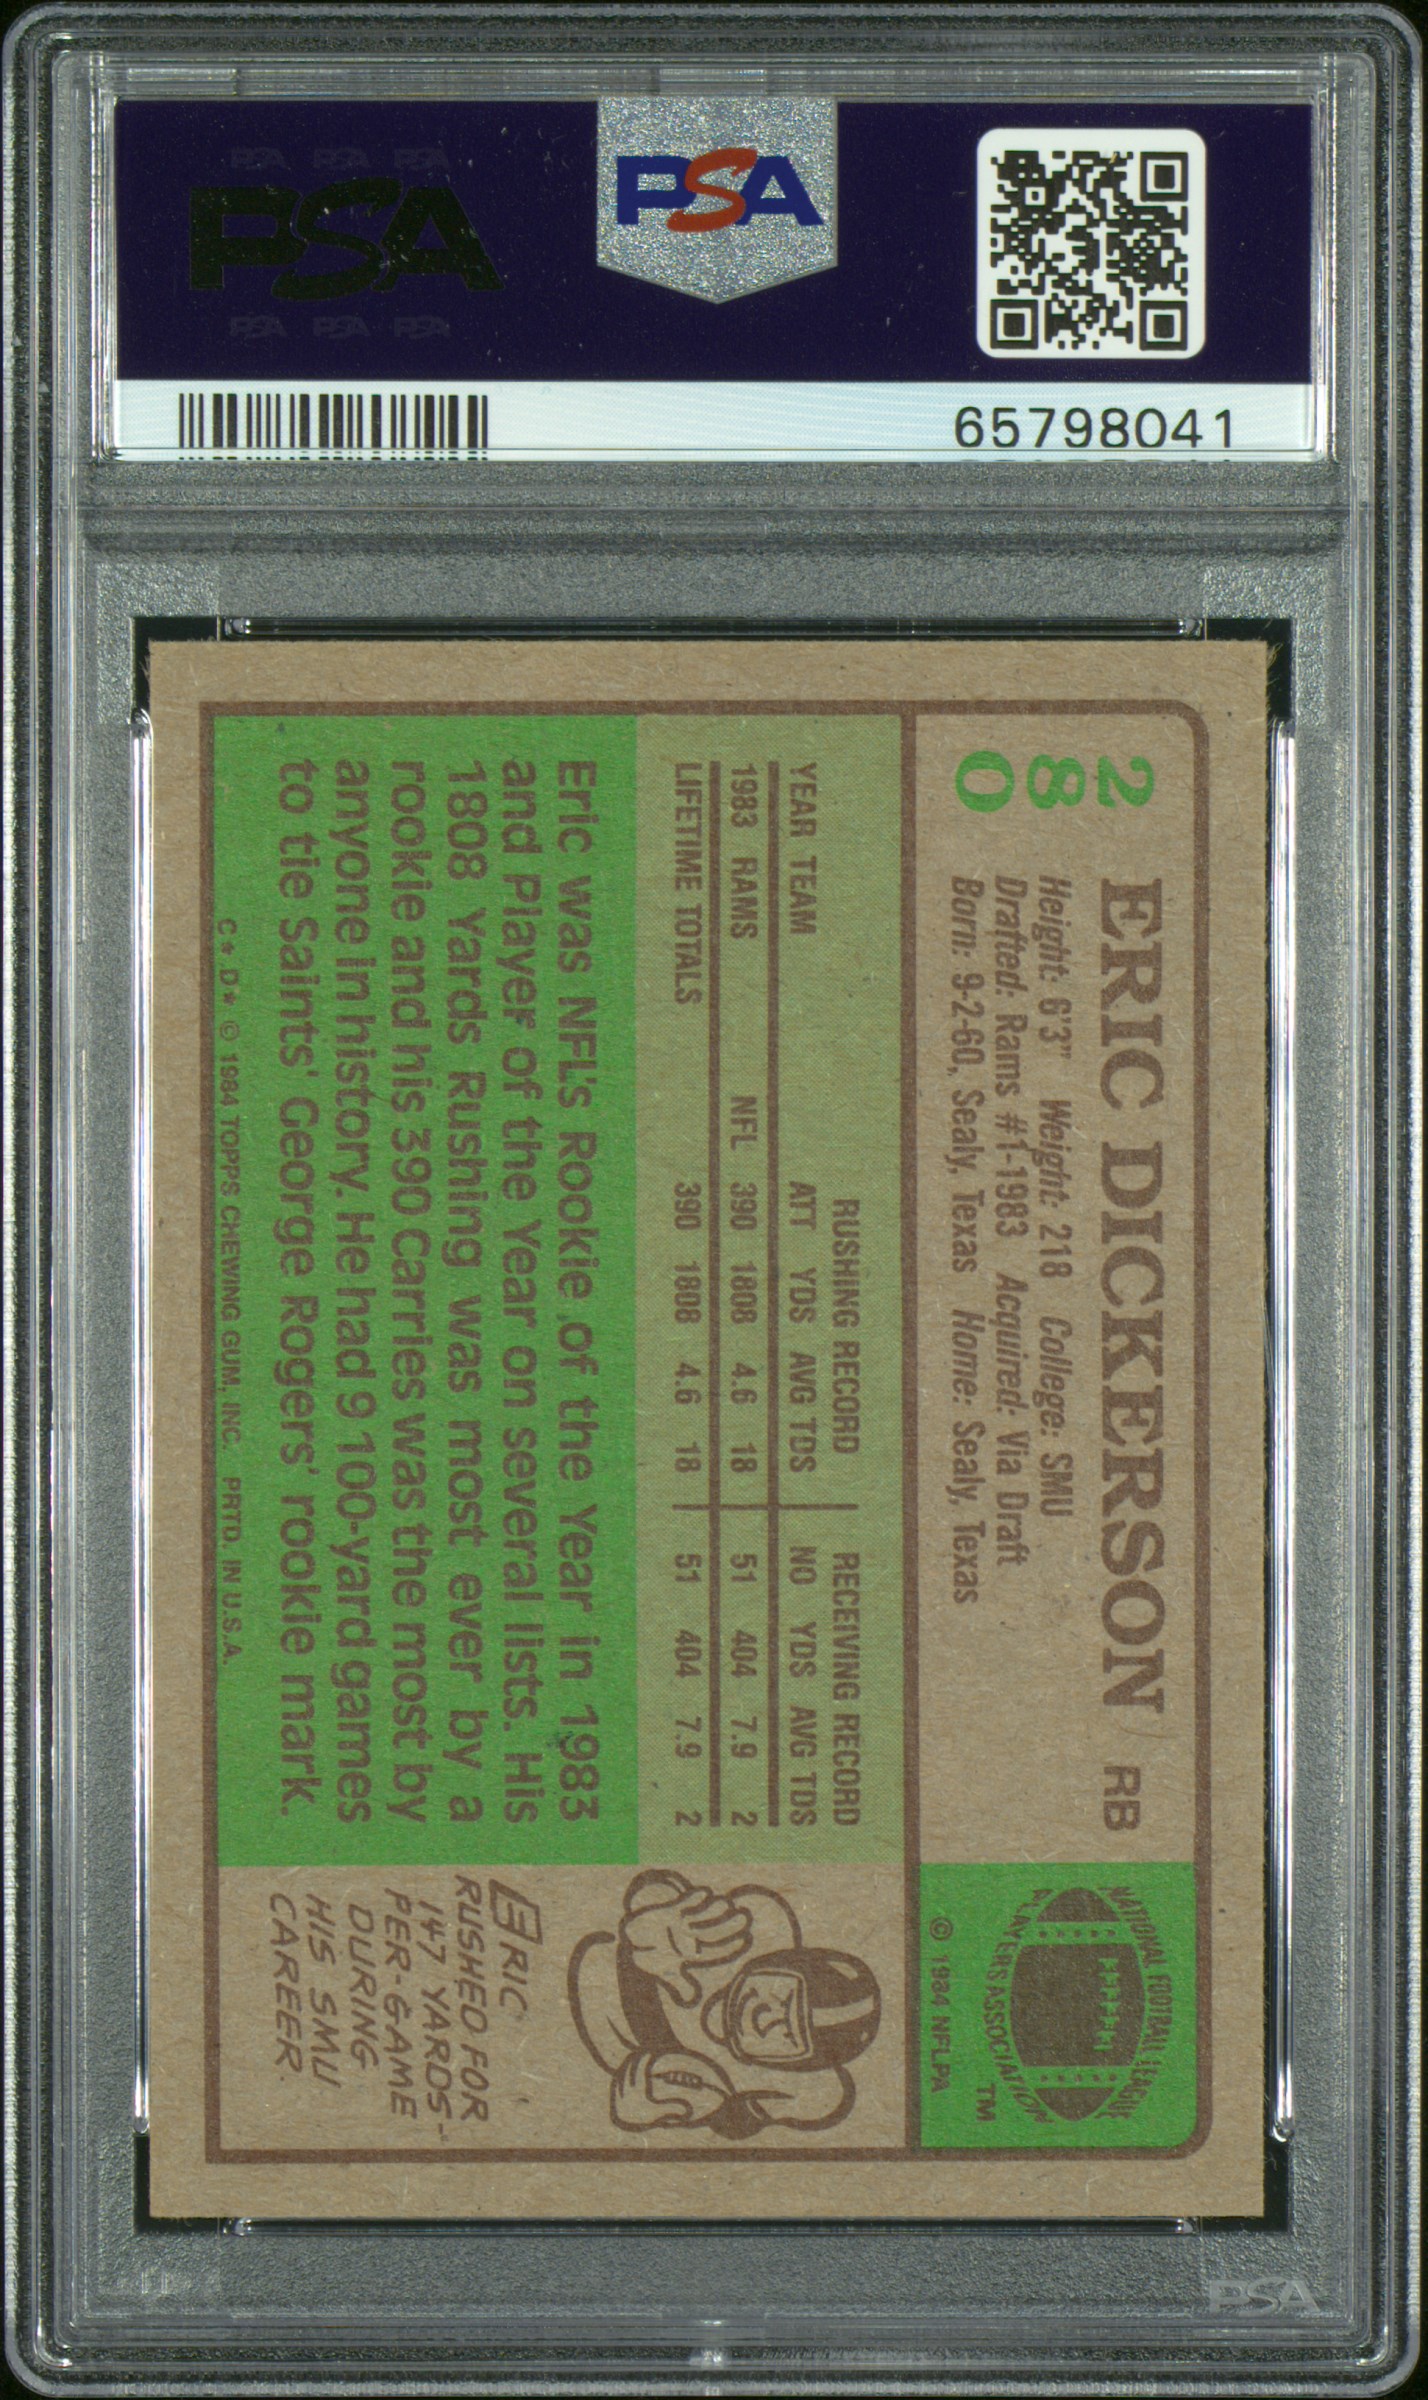 PSA PSA PSA
PSA
PSA PSA PSA
PSA
65798041
280
ERIC DICKERSON RB
Height: 6'3" Weight: 218 College: SMU
Drafted: Rams #1-1983 Acquired: Via Draft
Born: 9-2-60, Sealy, Texas Home: Sealy, Texas
NATIONAL FOOTBALL LEAGUE
PLAYERS ASSOCIATION
TM
© 1984 NFLPA
RUSHING RECORD RECEIVING RECORD
YEAR TEAM ATT YDS AVG TDS NO YDS AVG TDS
1983 RAMS NFL 390 1808 4.6 18 51 404 7.9 2
LIFETIME TOTALS 390 1808 4.6 18 51 404 7.9 2
Eric was NFL's Rookie of the Year in 1983
and Player of the Year on several lists. His
1808 Yards Rushing was most ever by a
rookie and his 390 Carries was the most by
anyone in history. He had 9 100-yard games
to tie Saints' George Rogers' rookie mark.
C* D* © 1984 TOPPS CHEWING GUM, INC. PRTD. IN U.S.A.
ERIC
RUSHED FOR
147 YARDS-
PER-GAME
DURING
HIS SMU
CAREER.
PSA